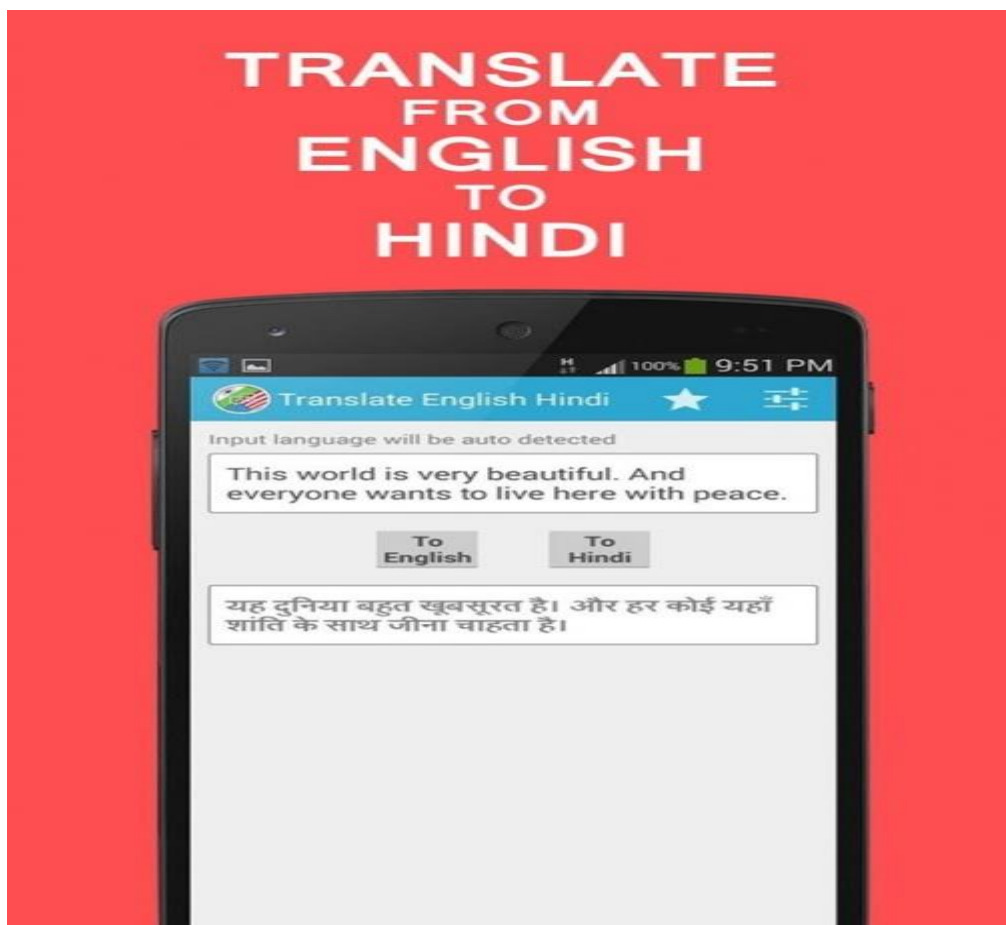 TRANSLATE
FROM
ENGLISH
TO
HINDI
100% 9:51 PM
Translate English Hindi
Input language will be auto detected
This world is very beautiful. And
everyone wants to live here with peace.
To To
English Hindi
यह दुनिया बहुत खूबसूरत है। और हर कोई यहाँ
शांति के साथ जीना चाहता है।